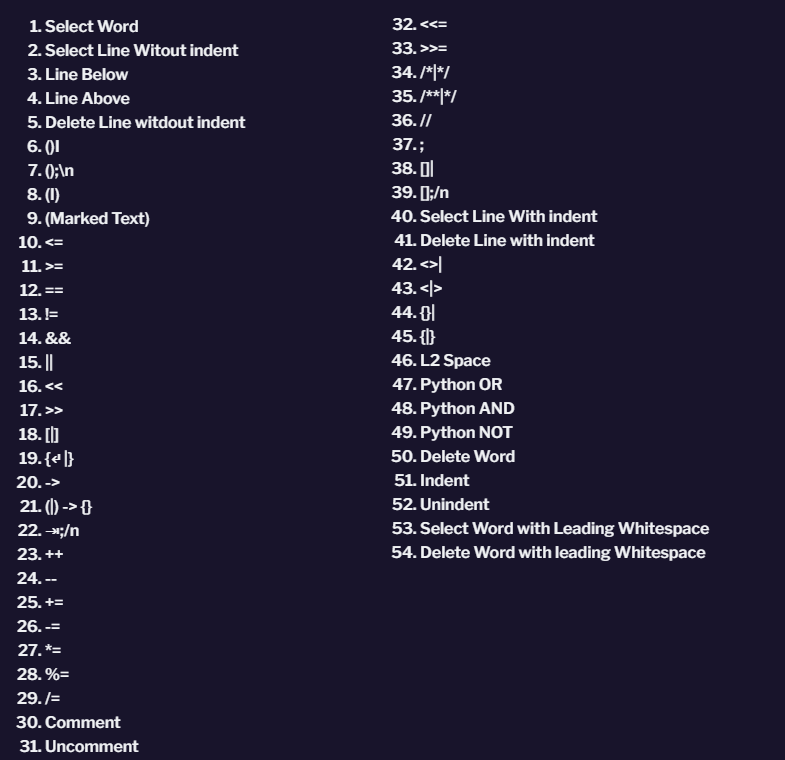 1. Select Word
2. Select Line Witout indent
3. Line Below
4. Line Above
5. Delete Line witdout indent
6. ()I
7. ();\n
8. (I)
9. (Marked Text)
10. <=
11. >=
12. ==
13. !=
14. &&
15. ||
16. <<
17. >>
18. [|]
19. {↵ |}
20. ->
21. (|) -> {}
22. ⇥;/n
23. ++
24. --
25. +=
26. -=
27. *=
28. %=
29. /=
30. Comment
31. Uncomment
32. <<=
33. >>=
34. /*|*/
35. /**|*/
36. //
37. ;
38. []|
39. [];/n
40. Select Line With indent
41. Delete Line with indent
42. <>|
43. <|>
44. {}|
45. {|}
46. L2 Space
47. Python OR
48. Python AND
49. Python NOT
50. Delete Word
51. Indent
52. Unindent
53. Select Word with Leading Whitespace
54. Delete Word with leading Whitespace